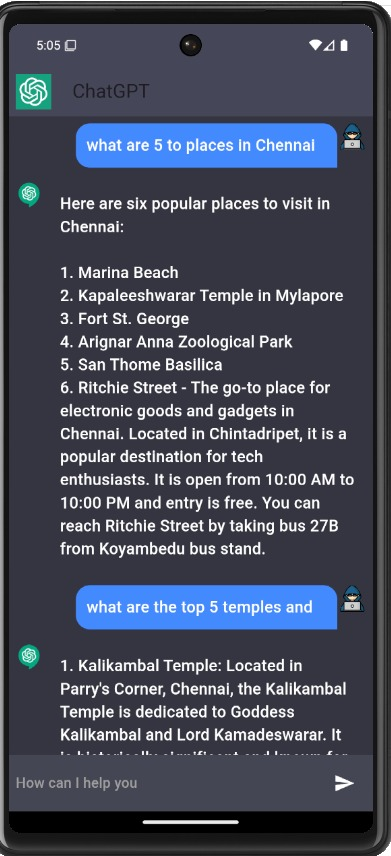 5:05
ChatGPT
what are 5 to places in Chennai
Here are six popular places to visit in
Chennai:
1. Marina Beach
2. Kapaleeshwarar Temple in Mylapore
3. Fort St. George
4. Arignar Anna Zoological Park
5. San Thome Basilica
6. Ritchie Street - The go-to place for
electronic goods and gadgets in
Chennai. Located in Chintadripet, it is a
popular destination for tech
enthusiasts. It is open from 10:00 AM to
10:00 PM and entry is free. You can
reach Ritchie Street by taking bus 27B
from Koyambedu bus stand.
what are the top 5 temples and
1. Kalikambal Temple: Located in
Parry's Corner, Chennai, the Kalikambal
Temple is dedicated to Goddess
Kalikambal and Lord Kamadeswarar. It
is historically significant and known for
How can I help you